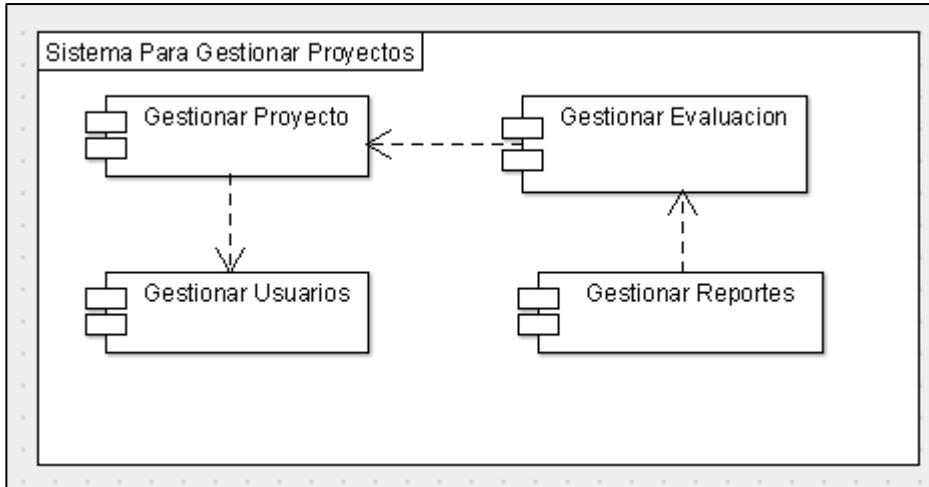 Sistema Para Gestionar Proyectos
Gestionar Proyecto
Gestionar Evaluacion
Gestionar Usuarios
Gestionar Reportes